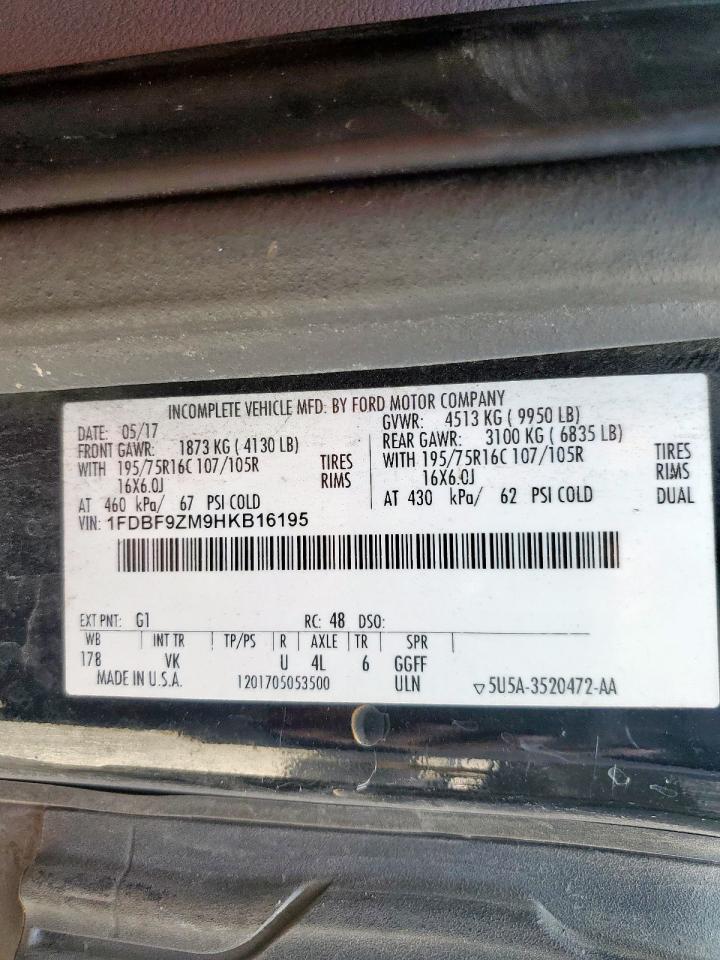 INCOMPLETE VEHICLE MFD. BY FORD MOTOR COMPANY
DATE: 05/17 GVWR: 4513 KG ( 9950 LB)
FRONT GAWR: 1873 KG ( 4130 LB) REAR GAWR: 3100 KG ( 6835 LB)
WITH 195/75R16C 107/105R TIRES WITH 195/75R16C 107/105R TIRES
16X6.0J RIMS 16X6.0J RIMS
AT 460 kPa/ 67 PSI COLD AT 430 kPa/ 62 PSI COLD DUAL
VIN: 1FDBF9ZM9HKB16195
EXT PNT: G1 RC: 48 DSO:
WB INT TR TP/PS R AXLE TR SPR
178 VK U 4L 6 GGFF
MADE IN U.S.A. 1201705053500 ULN ▽5U5A-3520472-AA